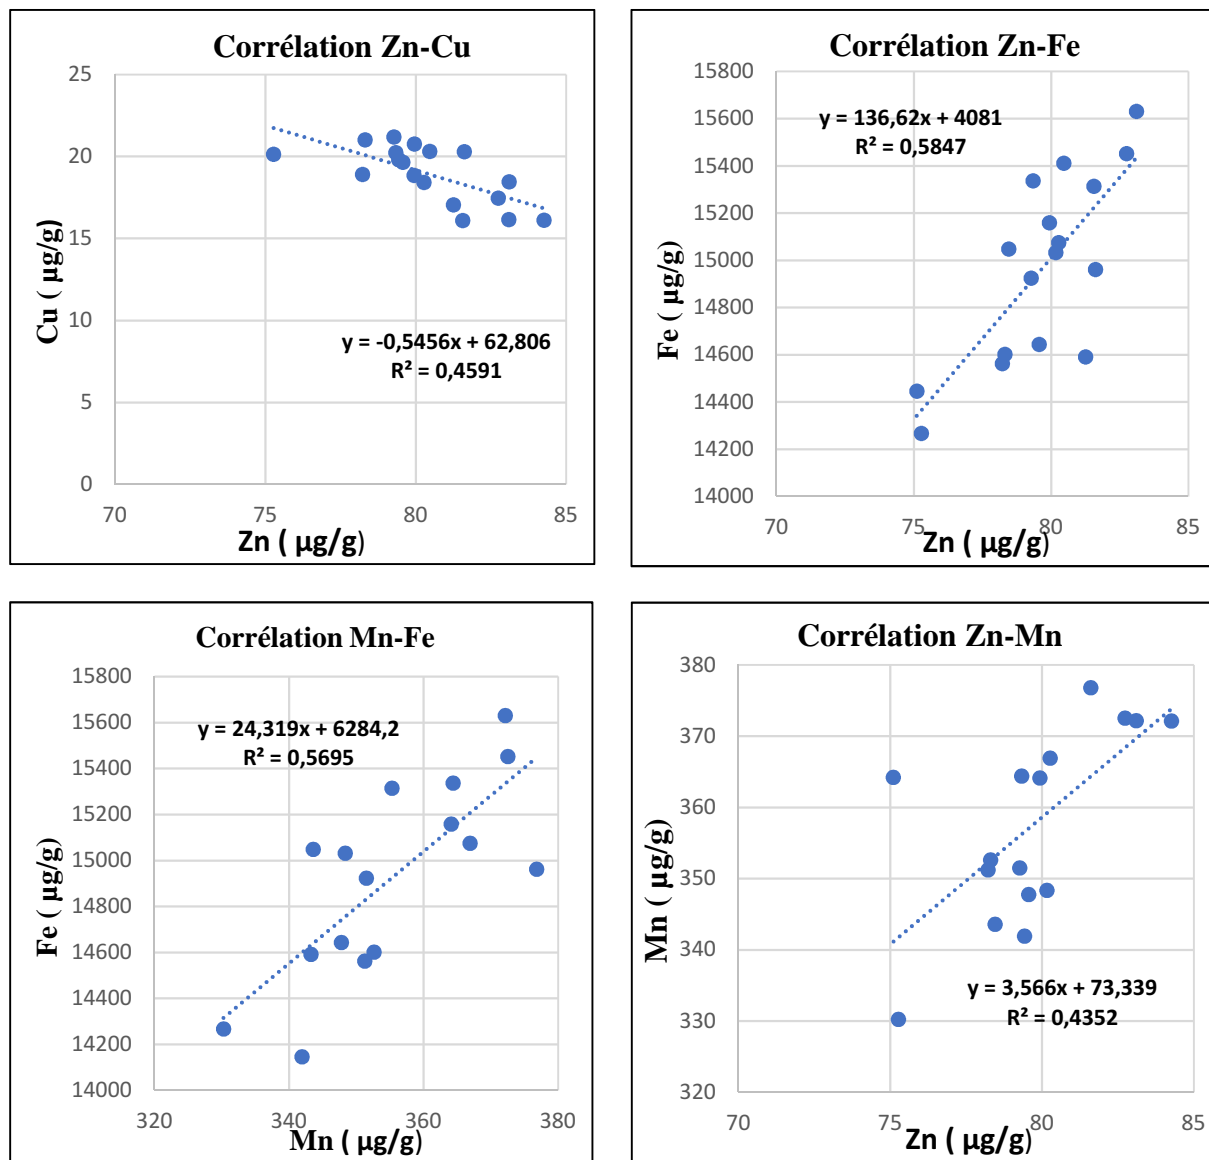 Corrélation Zn-Cu
25
20
15
10
5
0
70 75 80 85
Cu ( µg/g)
Zn ( µg/g)
y = -0,5456x + 62,806
R² = 0,4591
Corrélation Zn-Fe
15800
15600
15400
15200
15000
14800
14600
14400
14200
14000
70 75 80 85
Fe ( µg/g)
Zn ( µg/g)
y = 136,62x + 4081
R² = 0,5847
Corrélation Mn-Fe
15800
15600
15400
15200
15000
14800
14600
14400
14200
14000
320 340 360 380
Fe ( µg/g)
Mn ( µg/g)
y = 24,319x + 6284,2
R² = 0,5695
Corrélation Zn-Mn
380
370
360
350
340
330
320
70 75 80 85
Mn ( µg/g)
Zn ( µg/g)
y = 3,566x + 73,339
R² = 0,4352